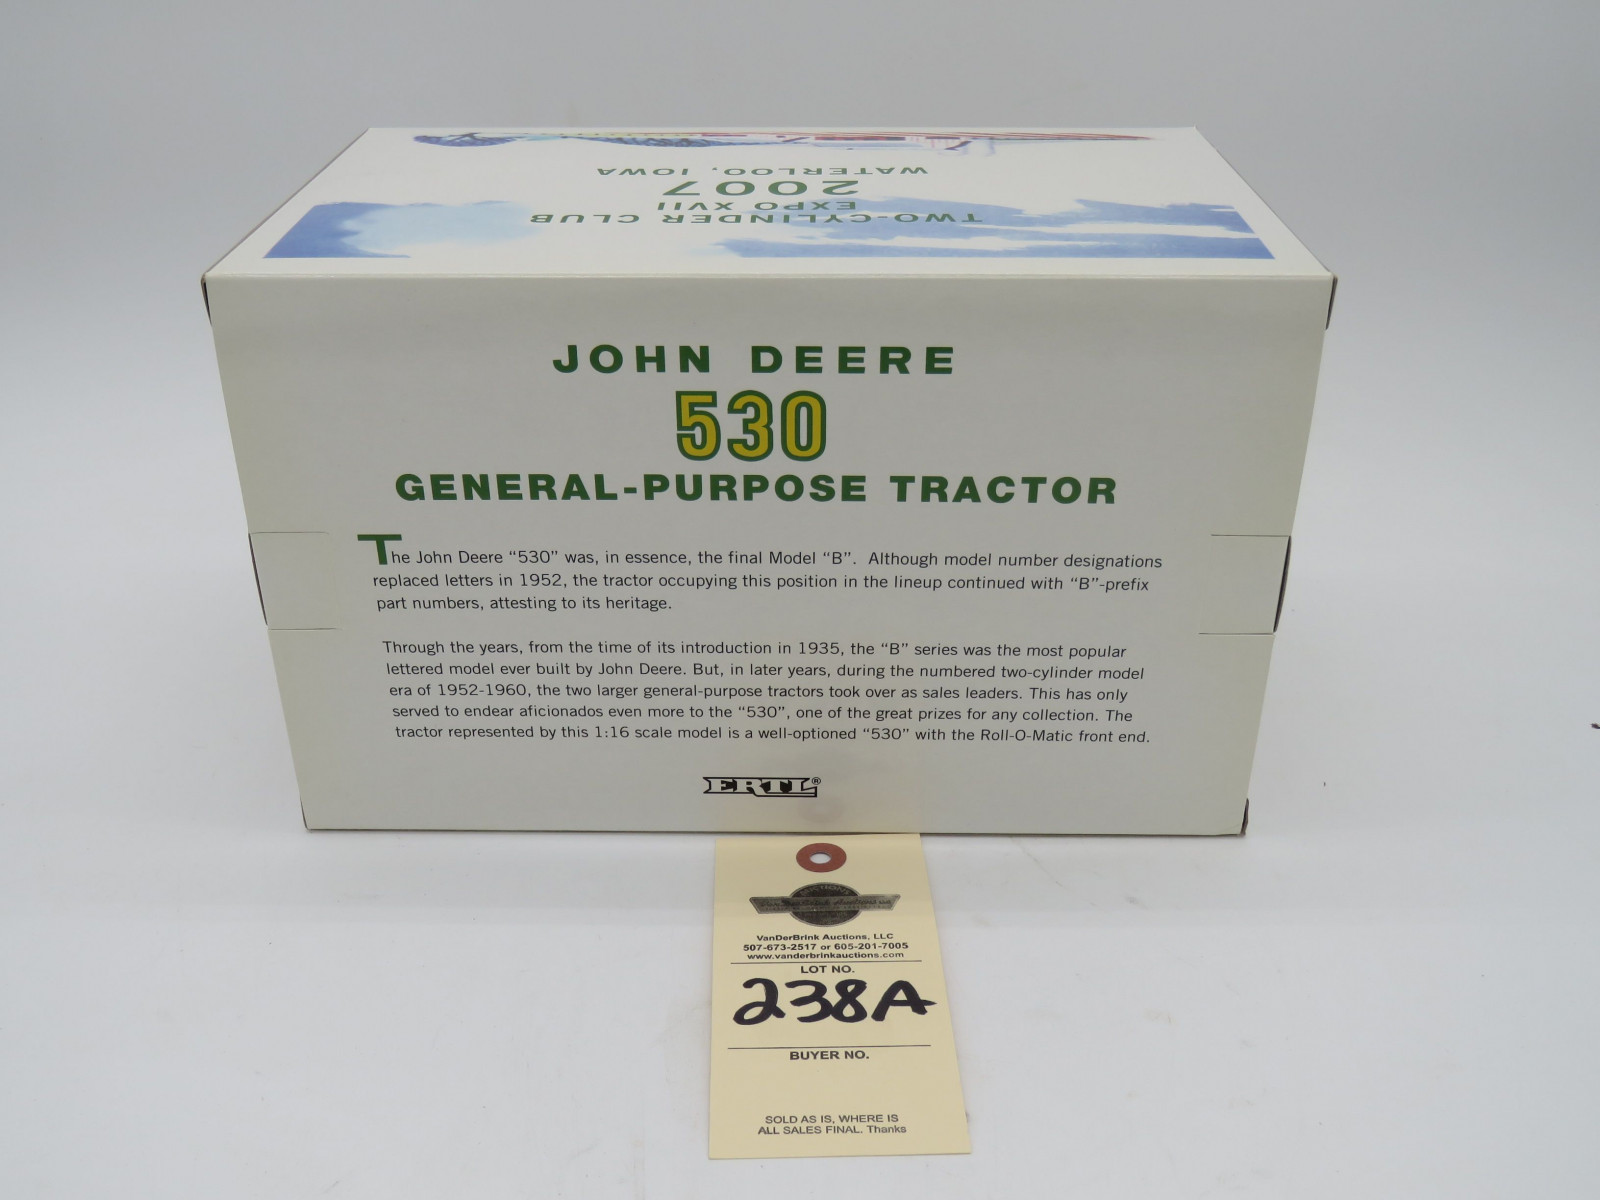 WATERLOO, IOWA
2007
EXPO XVII
TWO-CYLINDER CLUB
JOHN DEERE
530
GENERAL-PURPOSE TRACTOR
The John Deere “530” was, in essence, the final Model “B”. Although model number designations
replaced letters in 1952, the tractor occupying this position in the lineup continued with “B”-prefix
part numbers, attesting to its heritage.
Through the years, from the time of its introduction in 1935, the “B” series was the most popular
lettered model ever built by John Deere. But, in later years, during the numbered two-cylinder model
era of 1952-1960, the two larger general-purpose tractors took over as sales leaders. This has only
served to endear aficionados even more to the “530”, one of the great prizes for any collection. The
tractor represented by this 1:16 scale model is a well-optioned “530” with the Roll-O-Matic front end.
ERTL®
AUCTIONS
VanDerBrink Auctions, LLC
507-673-2517 or 605-201-7005
www.vanderbrinkauctions.com
LOT NO.
238A
BUYER NO.
SOLD AS IS, WHERE IS
ALL SALES FINAL. Thanks